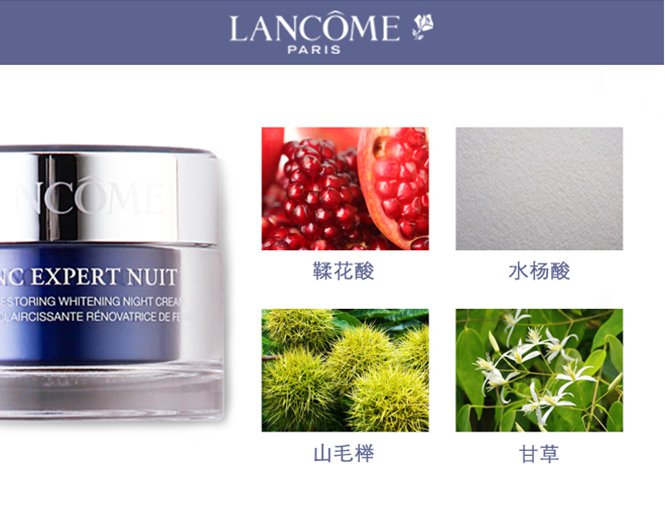 LANCÔME
PARIS
NCÔME
NC EXPERT NUIT
ESTORING WHITENING NIGHT CREAM
CLAIRCISSANTE RÉNOVATRICE DE FE
鞣花酸
水杨酸
山毛榉
甘草